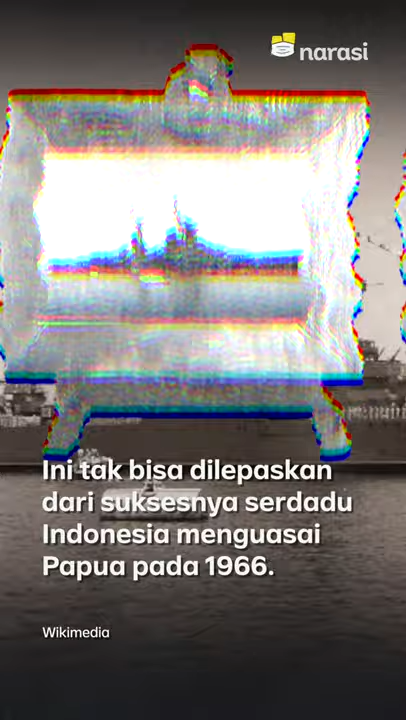 narasi
Ini tak bisa dilepaskan
dari suksesnya serdadu
Indonesia menguasai
Papua pada 1966.
Wikimedia